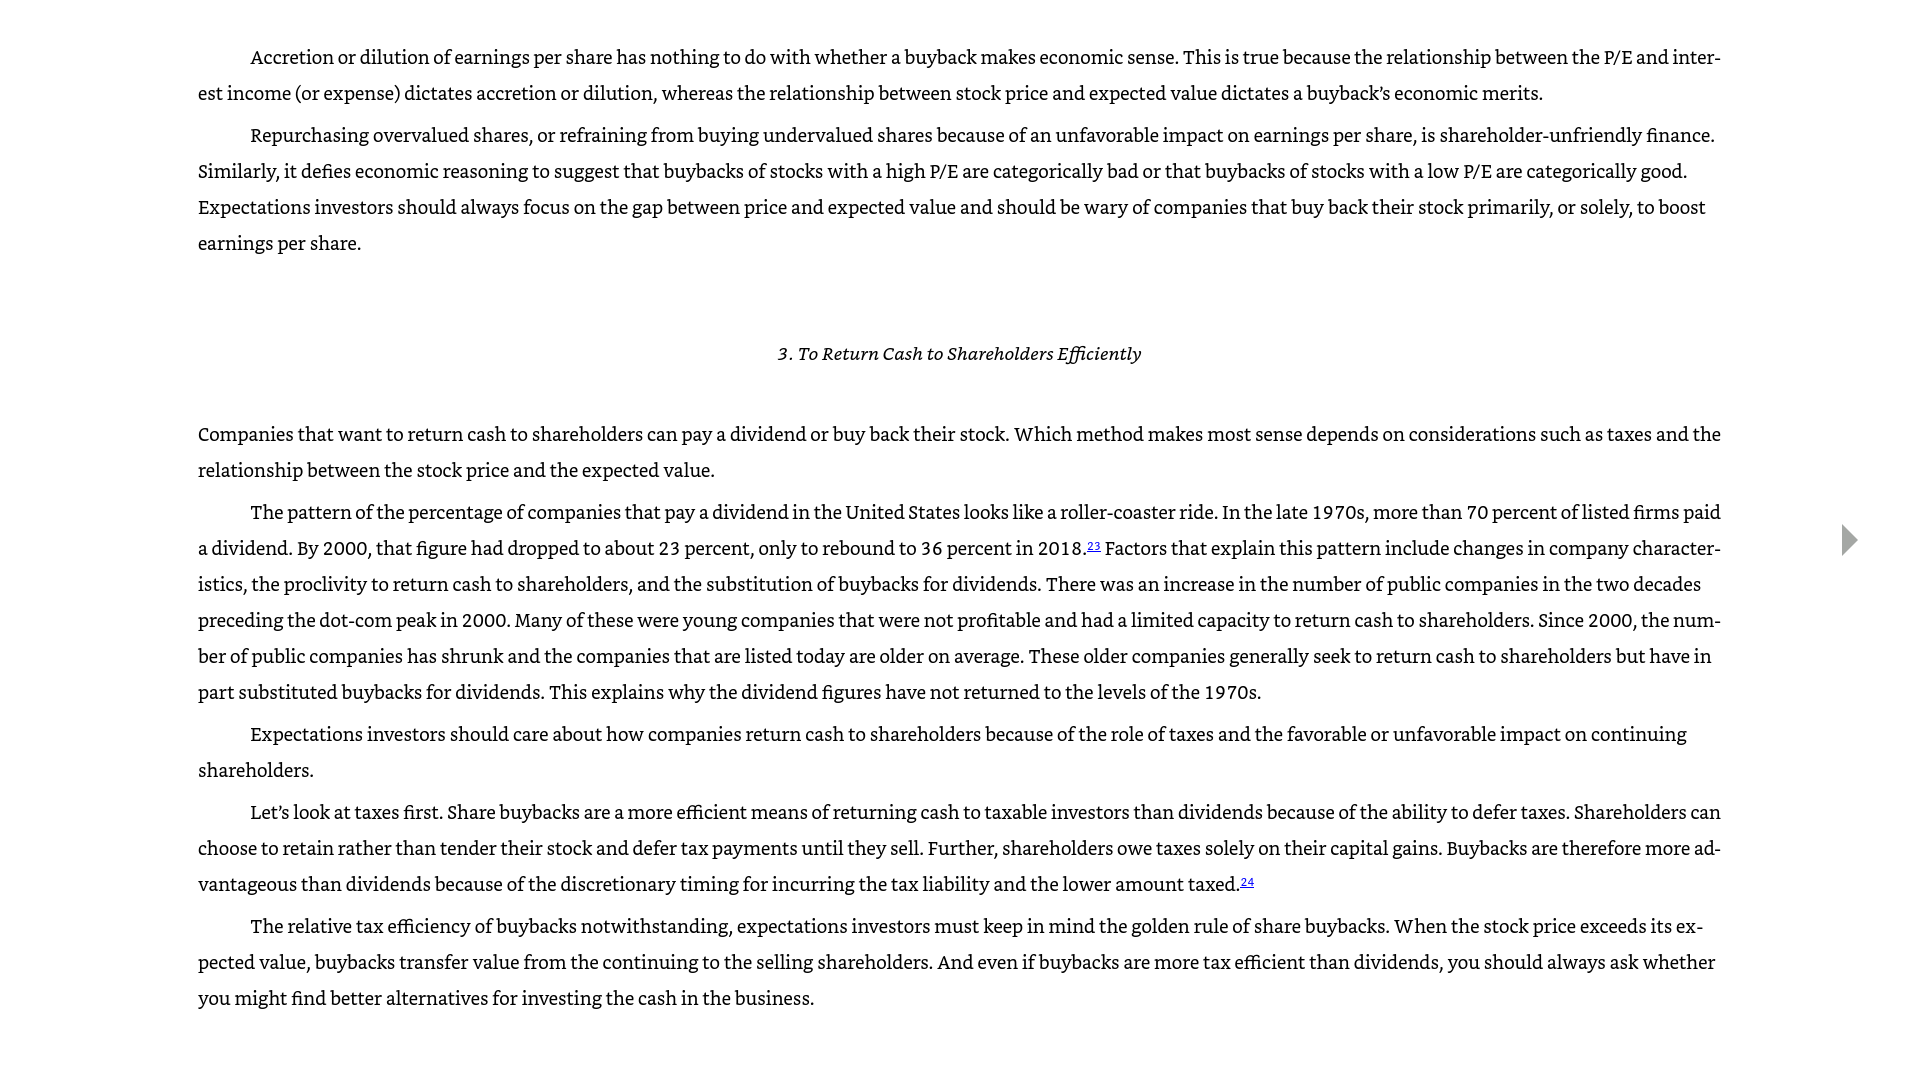 Accretion or dilution of earnings per share has nothing to do with whether a buyback makes economic sense. This is true because the relationship between the P/E and inter-
est income (or expense) dictates accretion or dilution, whereas the relationship between stock price and expected value dictates a buyback’s economic merits.
Repurchasing overvalued shares, or refraining from buying undervalued shares because of an unfavorable impact on earnings per share, is shareholder-unfriendly finance.
Similarly, it defies economic reasoning to suggest that buybacks of stocks with a high P/E are categorically bad or that buybacks of stocks with a low P/E are categorically good.
Expectations investors should always focus on the gap between price and expected value and should be wary of companies that buy back their stock primarily, or solely, to boost
earnings per share.
3. To Return Cash to Shareholders Efficiently
Companies that want to return cash to shareholders can pay a dividend or buy back their stock. Which method makes most sense depends on considerations such as taxes and the
relationship between the stock price and the expected value.
The pattern of the percentage of companies that pay a dividend in the United States looks like a roller-coaster ride. In the late 1970s, more than 70 percent of listed firms paid
a dividend. By 2000, that figure had dropped to about 23 percent, only to rebound to 36 percent in 2018.23 Factors that explain this pattern include changes in company character-
istics, the proclivity to return cash to shareholders, and the substitution of buybacks for dividends. There was an increase in the number of public companies in the two decades
preceding the dot-com peak in 2000. Many of these were young companies that were not profitable and had a limited capacity to return cash to shareholders. Since 2000, the num-
ber of public companies has shrunk and the companies that are listed today are older on average. These older companies generally seek to return cash to shareholders but have in
part substituted buybacks for dividends. This explains why the dividend figures have not returned to the levels of the 1970s.
Expectations investors should care about how companies return cash to shareholders because of the role of taxes and the favorable or unfavorable impact on continuing
shareholders.
Let’s look at taxes first. Share buybacks are a more efficient means of returning cash to taxable investors than dividends because of the ability to defer taxes. Shareholders can
choose to retain rather than tender their stock and defer tax payments until they sell. Further, shareholders owe taxes solely on their capital gains. Buybacks are therefore more ad-
vantageous than dividends because of the discretionary timing for incurring the tax liability and the lower amount taxed.24
The relative tax efficiency of buybacks notwithstanding, expectations investors must keep in mind the golden rule of share buybacks. When the stock price exceeds its ex-
pected value, buybacks transfer value from the continuing to the selling shareholders. And even if buybacks are more tax efficient than dividends, you should always ask whether
you might find better alternatives for investing the cash in the business.